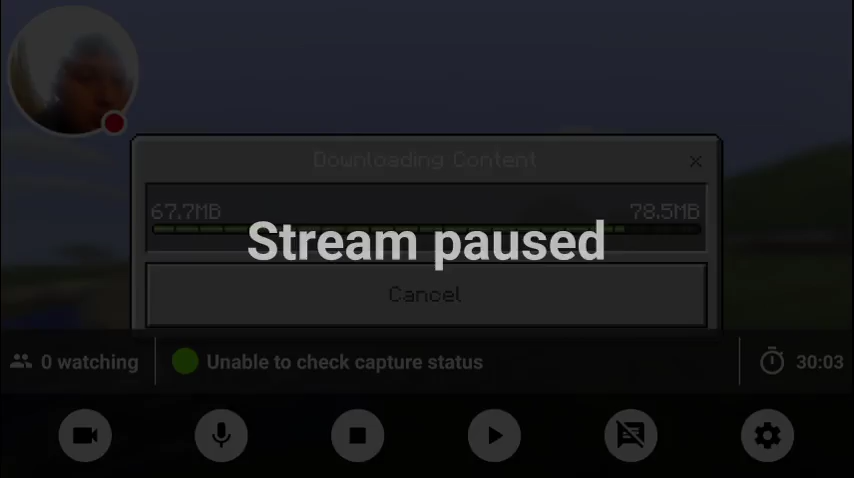 Downloading Content
67.7MB 78.5MB
Stream paused
Cancel
0 watching
Unable to check capture status
30:03